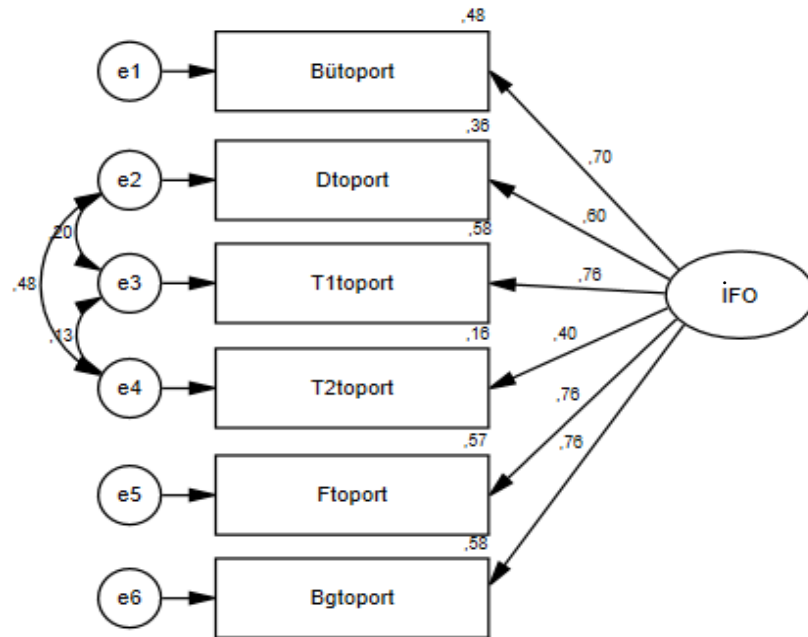 ,48
e1
Bütoport
,70
,36
e2
Dtoport
,60
,20
,58
,48
e3
T1toport
,76
İFO
,13
,16
e4
T2toport
,40
,76
,57
e5
Ftoport
,76
,58
e6
Bgtoport